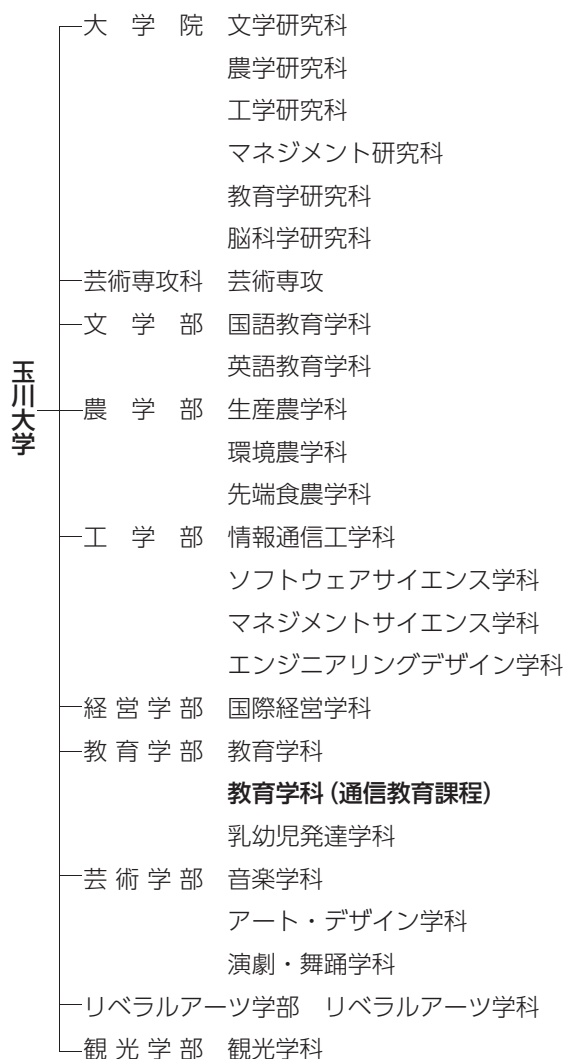 玉川大学
大学院 文学研究科
農学研究科
工学研究科
マネジメント研究科
教育学研究科
脳科学研究科
芸術専攻科 芸術専攻
文学部 国語教育学科
英語教育学科
農学部 生産農学科
環境農学科
先端食農学科
工学部 情報通信工学科
ソフトウェアサイエンス学科
マネジメントサイエンス学科
エンジニアリングデザイン学科
経営学部 国際経営学科
教育学部 教育学科
教育学科（通信教育課程）
乳幼児発達学科
芸術学部 音楽学科
アート・デザイン学科
演劇・舞踊学科
リベラルアーツ学部 リベラルアーツ学科
観光学部 観光学科